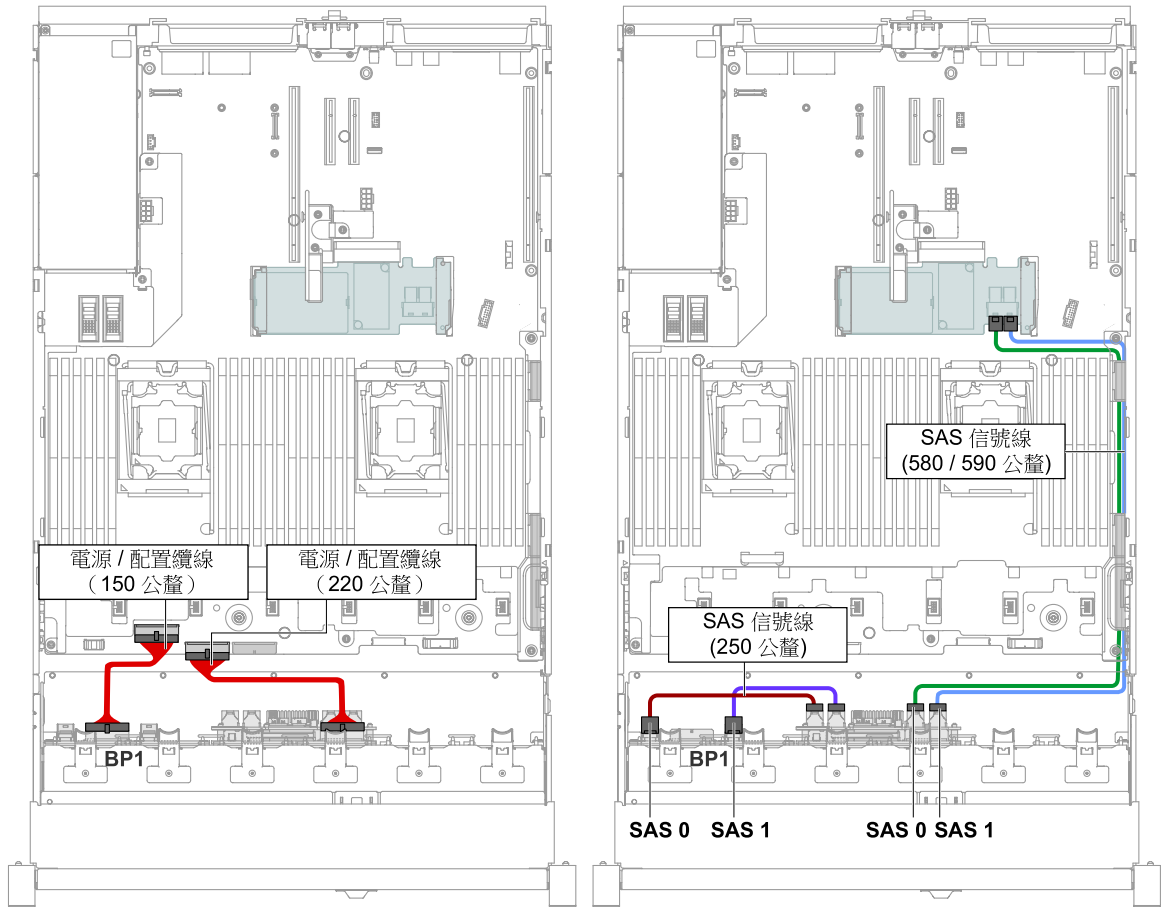 SAS 信號線
(580 / 590 公釐)
電源 / 配置纜線
（150 公釐）
電源 / 配置纜線
（220 公釐）
SAS 信號線
(250 公釐)
BP1
BP1
SAS 0
SAS 1
SAS 0
SAS 1